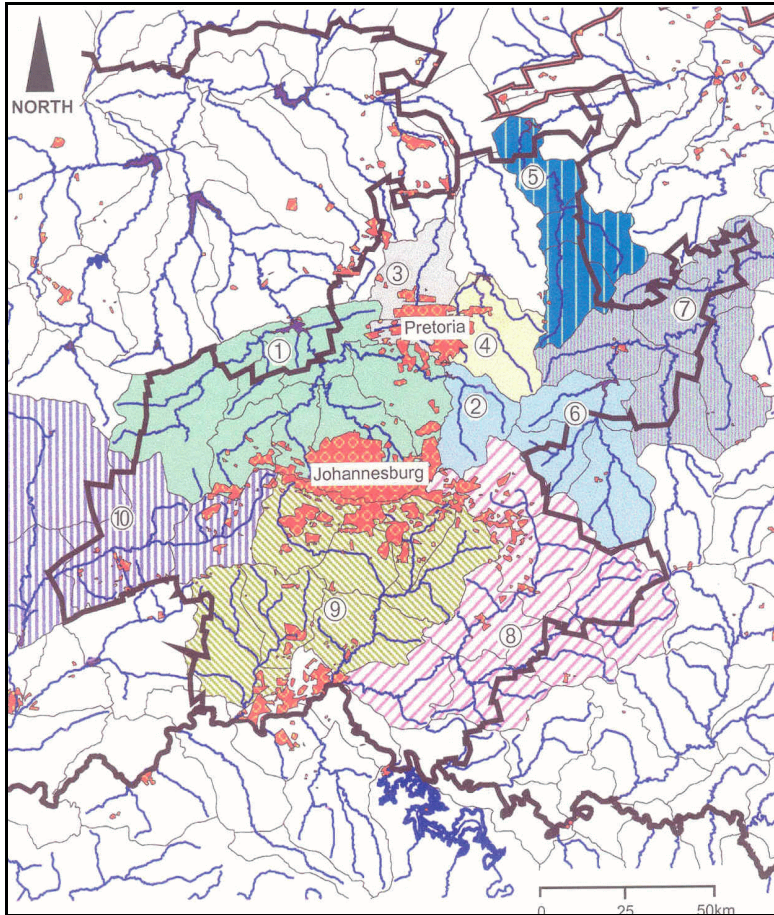 NORTH
⑤
③
⑦
Pretoria
①
④
②
⑥
Johannesburg
⑩
⑨
⑧
0 25 50km